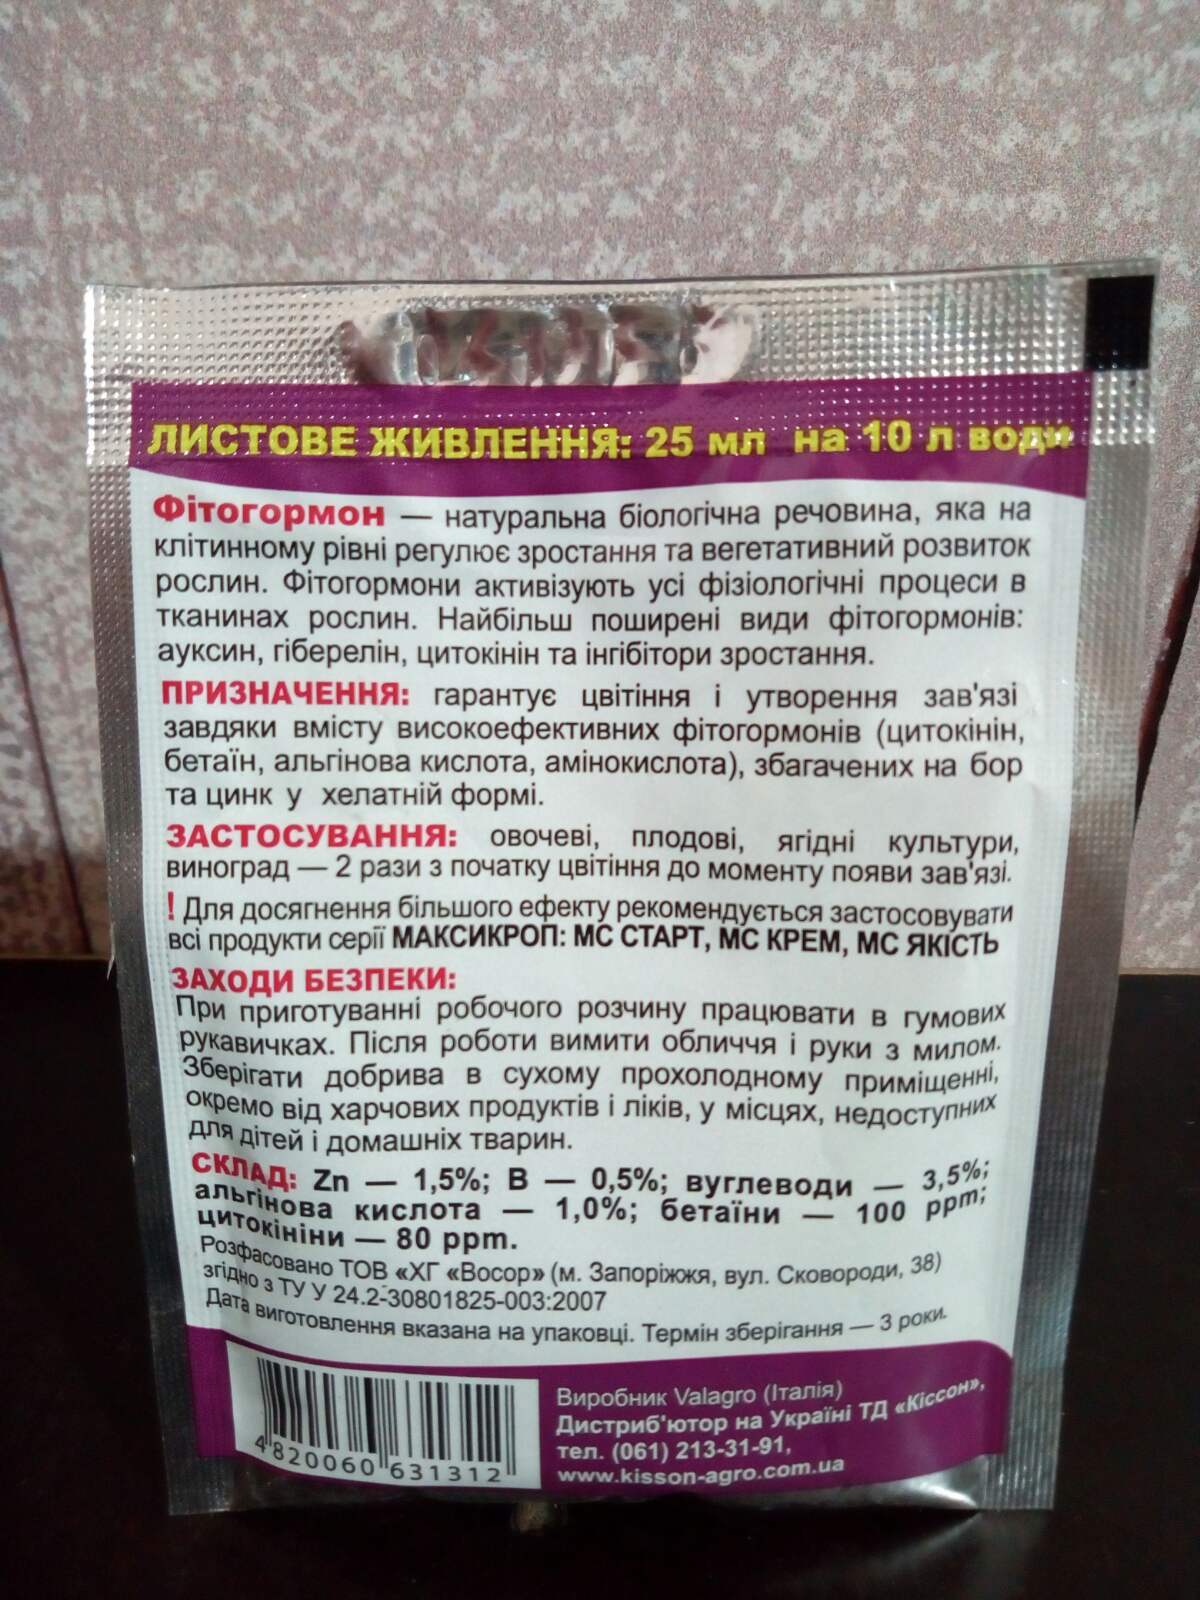 ЛИСТОВЕ ЖИВЛЕННЯ: 25 мл на 10 л води
Фітогормон — натуральна біологічна речовина, яка на
клітинному рівні регулює зростання та вегетативний розвиток
рослин. Фітогормони активізують усі фізіологічні процеси в
тканинах рослин. Найбільш поширені види фітогормонів:
ауксин, гіберелін, цитокінін та інгібітори зростання.
ПРИЗНАЧЕННЯ: гарантує цвітіння і утворення зав'язі
завдяки вмісту високоефективних фітогормонів (цитокінін,
бетаїн, альгінова кислота, амінокислота), збагачених на бор
та цинк у хелатній формі.
ЗАСТОСУВАННЯ: овочеві, плодові, ягідні культури,
виноград — 2 рази з початку цвітіння до моменту появи зав'язі.
! Для досягнення більшого ефекту рекомендується застосовувати
всі продукти серії МАКСИКРОП: МС СТАРТ, МС КРЕМ, МС ЯКІСТЬ
ЗАХОДИ БЕЗПЕКИ:
При приготуванні робочого розчину працювати в гумових
рукавичках. Після роботи вимити обличчя і руки з милом.
Зберігати добрива в сухому прохолодному приміщенні,
окремо від харчових продуктів і ліків, у місцях, недоступних
для дітей і домашніх тварин.
СКЛАД: Zn — 1,5%; B — 0,5%; вуглеводи — 3,5%;
альгінова кислота — 1,0%; бетаїни — 100 ppm;
цитокініни — 80 ppm.
Розфасовано ТОВ «ХГ «Восор» (м. Запоріжжя, вул. Сковороди, 38)
згідно з ТУ У 24.2-30801825-003:2007
Дата виготовлення вказана на упаковці. Термін зберігання — 3 роки.
4820060 631312
Виробник Valagro (Італія)
Дистриб'ютор на Україні ТД «Кіссон»,
тел. (061) 213-31-91,
www.kisson-agro.com.ua